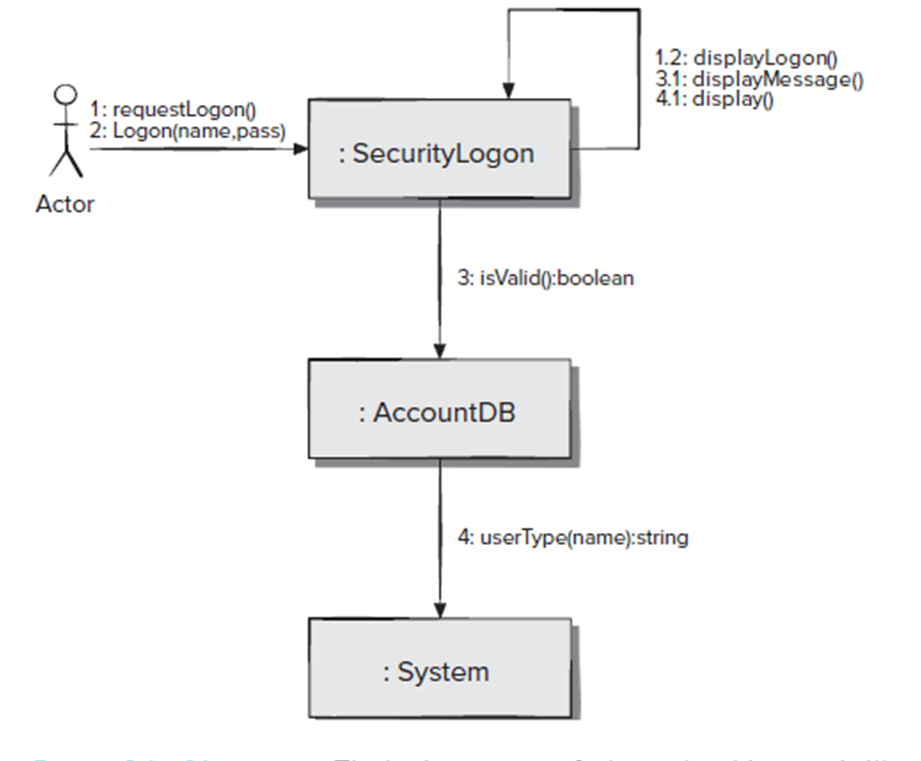 1.2: displayLogon()
3.1: displayMessage()
4.1: display()
1: requestLogon()
2: Logon(name,pass)
: SecurityLogon
Actor
3: isValid():boolean
: AccountDB
4: userType(name):string
: System